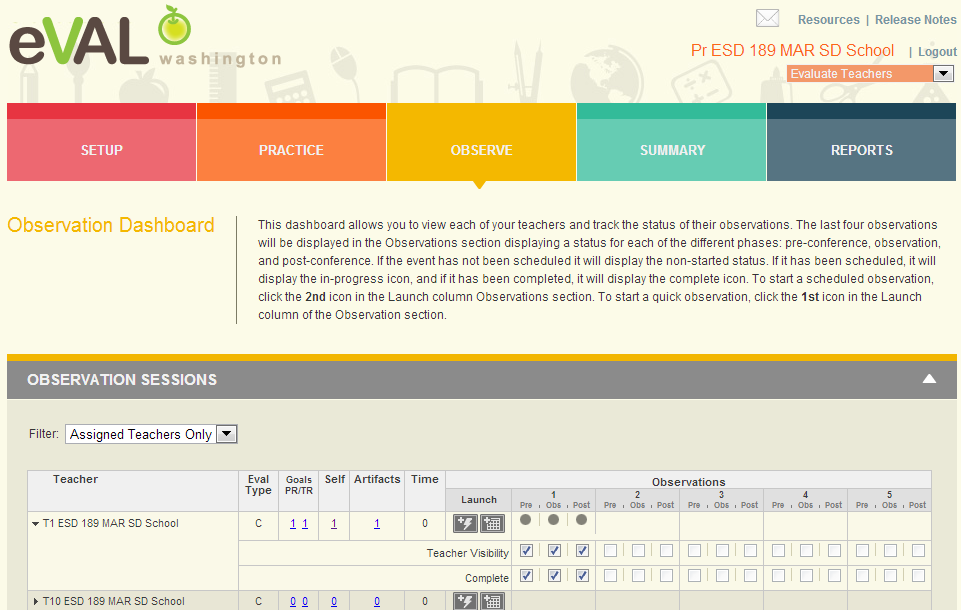 eVAL washington
Resources | Release Notes
Pr ESD 189 MAR SD School | Logout
Evaluate Teachers
SETUP PRACTICE OBSERVE SUMMARY REPORTS
Observation Dashboard
This dashboard allows you to view each of your teachers and track the status of their observations. The last four observations
will be displayed in the Observations section displaying a status for each of the different phases: pre-conference, observation,
and post-conference. If the event has not been scheduled it will display the non-started status. If it has been scheduled, it will
display the in-progress icon, and if it has been completed, it will display the complete icon. To start a scheduled observation,
click the 2nd icon in the Launch column Observations section. To start a quick observation, click the 1st icon in the Launch
column of the Observation section.
OBSERVATION SESSIONS
Filter: Assigned Teachers Only
Teacher Eval Type Goals PR/TR Self Artifacts Time Observations
Launch 1 2 3 4 5
Pre Obs Post Pre Obs Post Pre Obs Post Pre Obs Post Pre Obs Post
T1 ESD 189 MAR SD School C 1 1 1 1 0
Teacher Visibility
Complete
T10 ESD 189 MAR SD School C 0 0 0 0 0